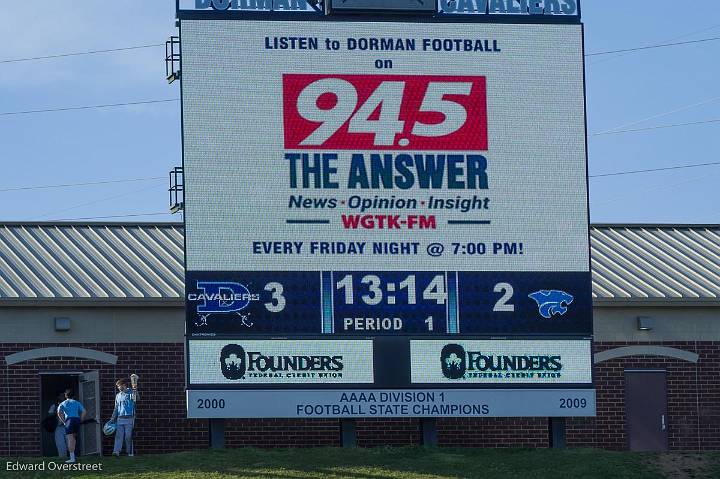 DORMAN CAVALIERS
LISTEN to DORMAN FOOTBALL
on
94.5
THE ANSWER
News · Opinion · Insight
WGTK-FM
EVERY FRIDAY NIGHT @ 7:00 PM!
D CAVALIERS 3 13:14 2
PERIOD 1
FOUNDERS FOUNDERS
FEDERAL CREDIT UNION FEDERAL CREDIT UNION
2000 AAAA DIVISION 1 2009
FOOTBALL STATE CHAMPIONS
Edward Overstreet